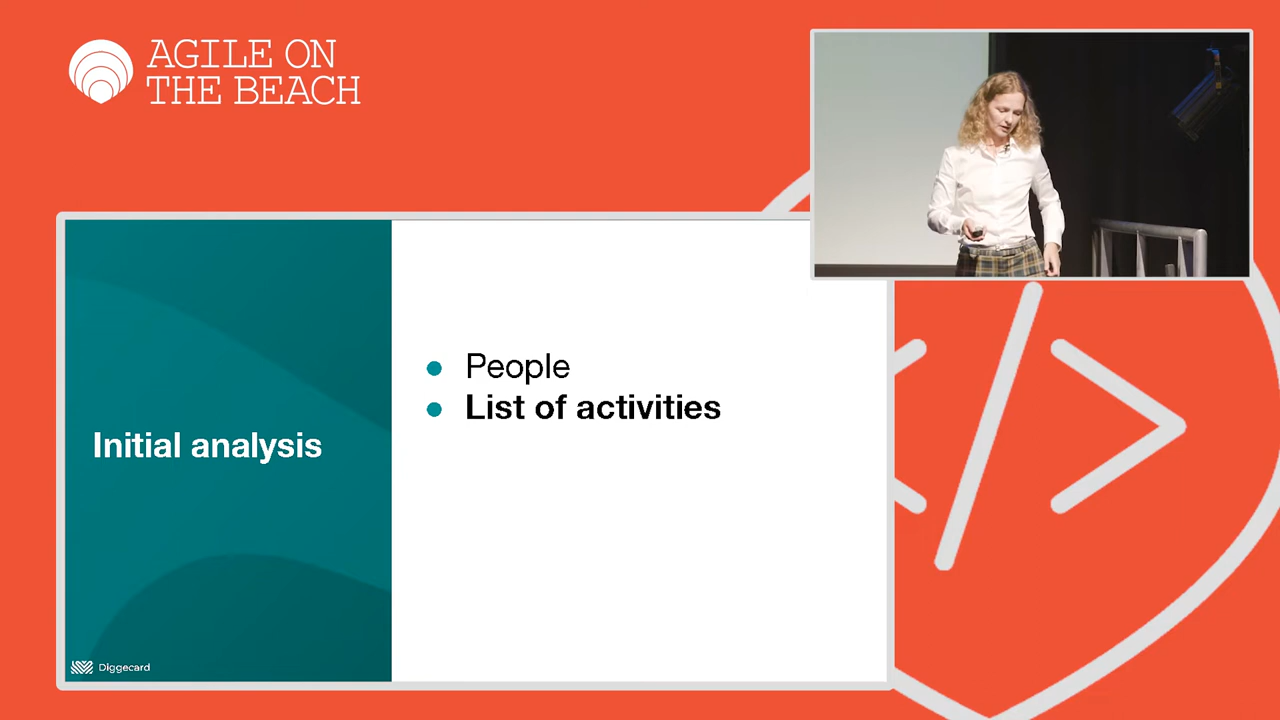 AGILE ON
THE BEACH
Initial analysis
People
List of activities
Diggecard